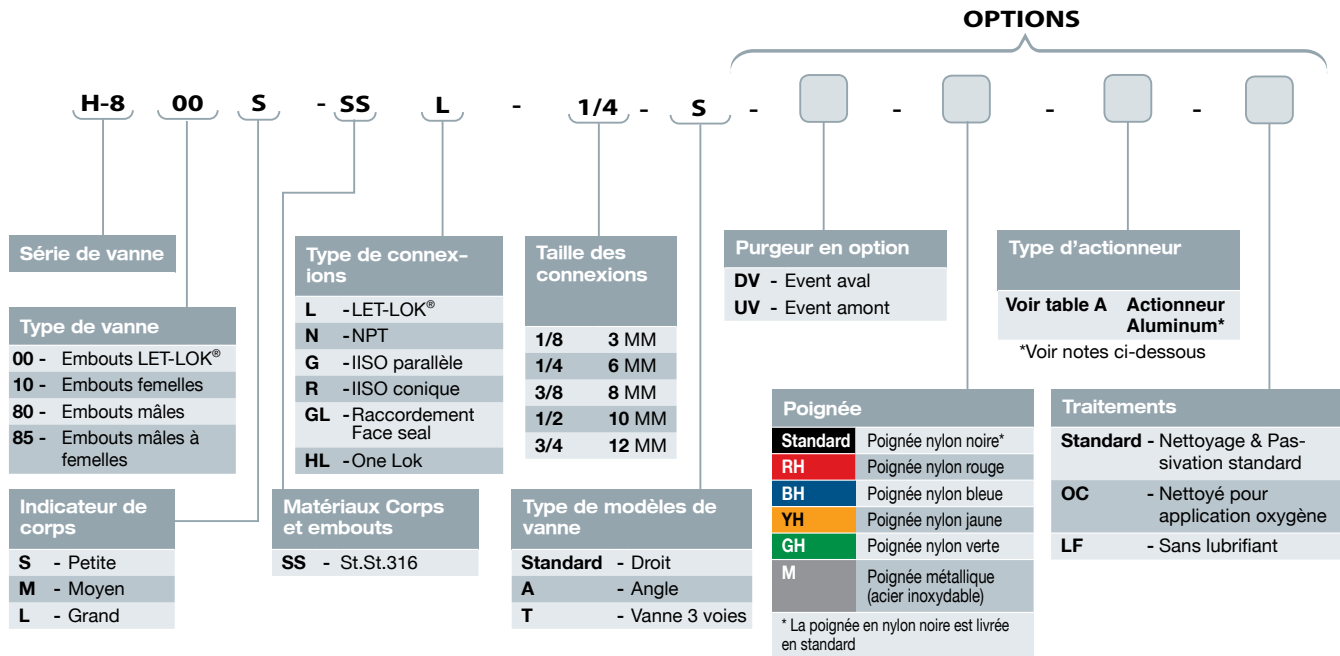 OPTIONS
H-8 00 S - SS L - 1/4 - S - - - -
Série de vanne
Type de vanne
00 - Embouts LET-LOK®
10 - Embouts femelles
80 - Embouts mâles
85 - Embouts mâles à
femelles
Indicateur de
corps
S - Petite
M - Moyen
L - Grand
Type de connex-
ions
L -LET-LOK®
N -NPT
G -IISO parallèle
R -IISO conique
GL -Raccordement
Face seal
HL -One Lok
Matériaux Corps
et embouts
SS - St.St.316
Taille des
connexions
1/8 3 MM
1/4 6 MM
3/8 8 MM
1/2 10 MM
3/4 12 MM
Type de modèles de
vanne
Standard - Droit
A - Angle
T - Vanne 3 voies
Purgeur en option
DV - Event aval
UV - Event amont
Poignée
Standard Poignée nylon noire*
RH Poignée nylon rouge
BH Poignée nylon bleue
YH Poignée nylon jaune
GH Poignée nylon verte
M Poignée métallique
(acier inoxydable)
* La poignée en nylon noire est livrée
en standard
Type d'actionneur
Voir table A Actionneur
Aluminum*
*Voir notes ci-dessous
Traitements
Standard - Nettoyage & Pas-
sivation standard
OC - Nettoyé pour
application oxygène
LF - Sans lubrifiant